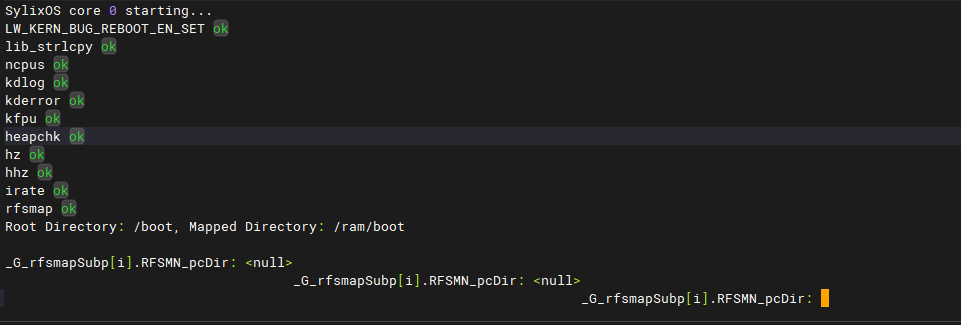 SylixOS core 0 starting...
LW_KERN_BUG_REBOOT_EN_SET ok
lib_strlcpy ok
ncpus ok
kdlog ok
kderror ok
kfpu ok
heapchk ok
hz ok
hhz ok
irate ok
rfsmap ok
Root Directory: /boot, Mapped Directory: /ram/boot
_G_rfsmapSubp[i].RFSMN_pcDir: <null>
_G_rfsmapSubp[i].RFSMN_pcDir: <null>
_G_rfsmapSubp[i].RFSMN_pcDir: